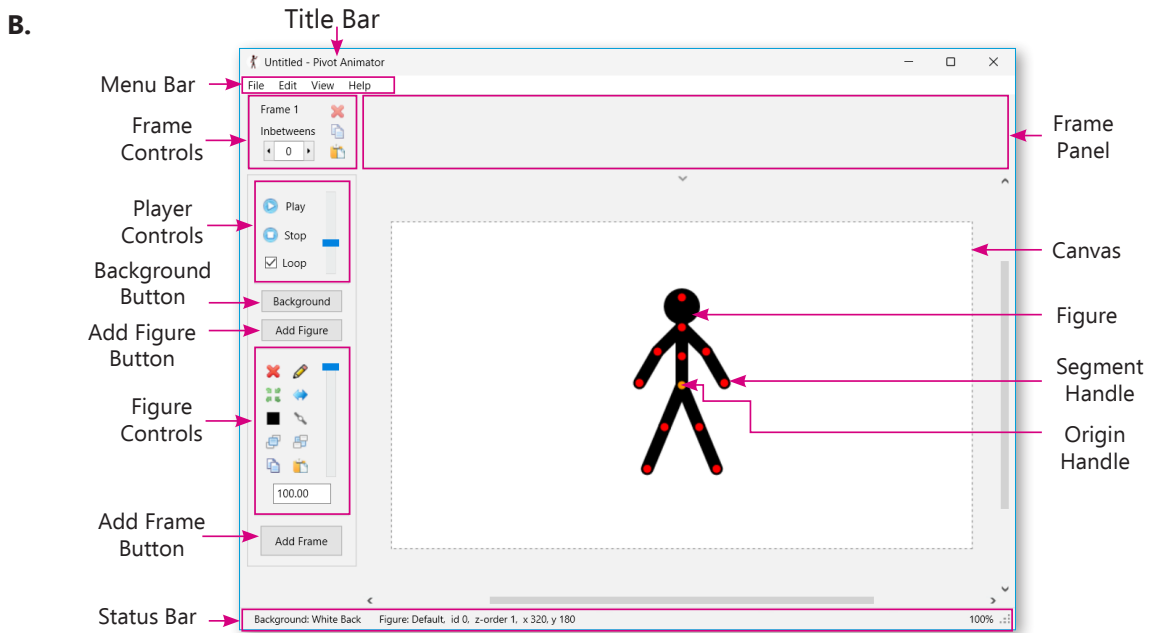 B.
Title Bar
Untitled - Pivot Animator
Menu Bar
File Edit View Help
Frame
Controls
Frame 1
Inbetweens
0
Frame
Panel
Player
Controls
Play
Stop
Loop
Canvas
Background
Button
Background
Add Figure
Button
Add Figure
Figure
Segment
Handle
Figure
Controls
Origin
Handle
100.00
Add Frame
Button
Add Frame
Status Bar
Background: White Back Figure: Default, id 0, z-order 1, x 320, y 180 100%